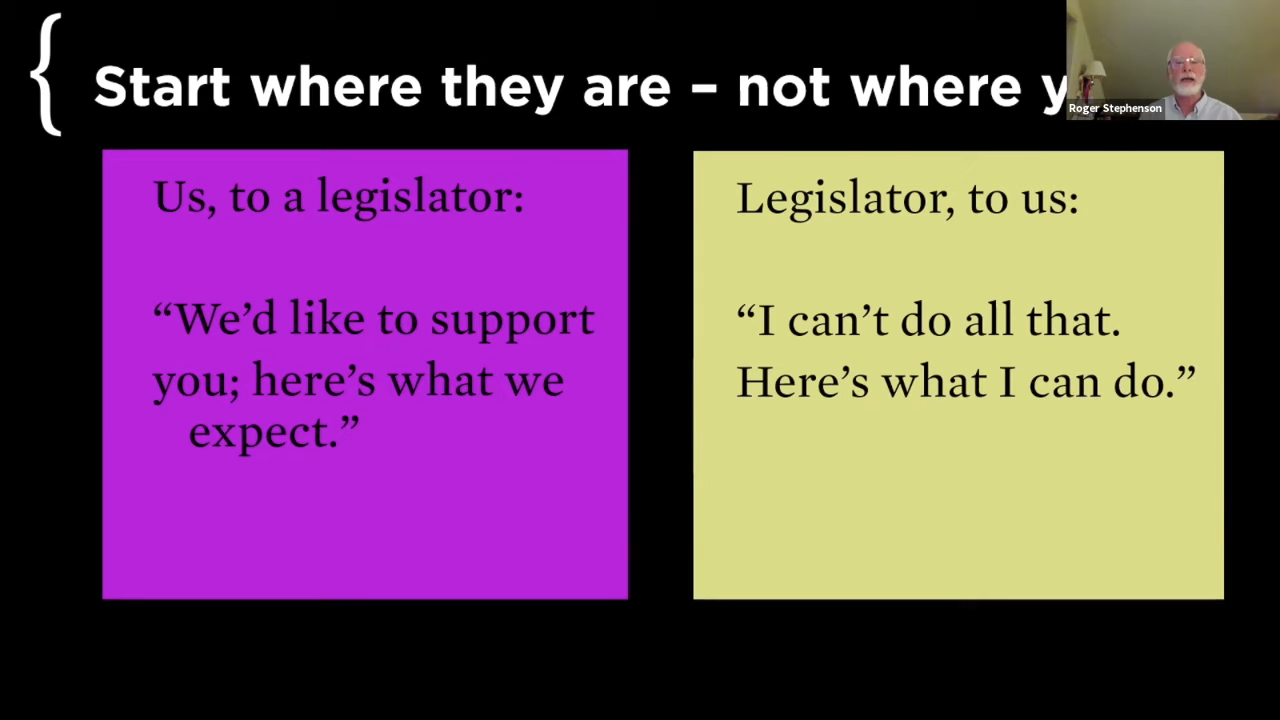 { Start where they are – not where y
Roger Stephenson
Us, to a legislator:
“We’d like to support
you; here’s what we
expect.”
Legislator, to us:
“I can’t do all that.
Here’s what I can do.”